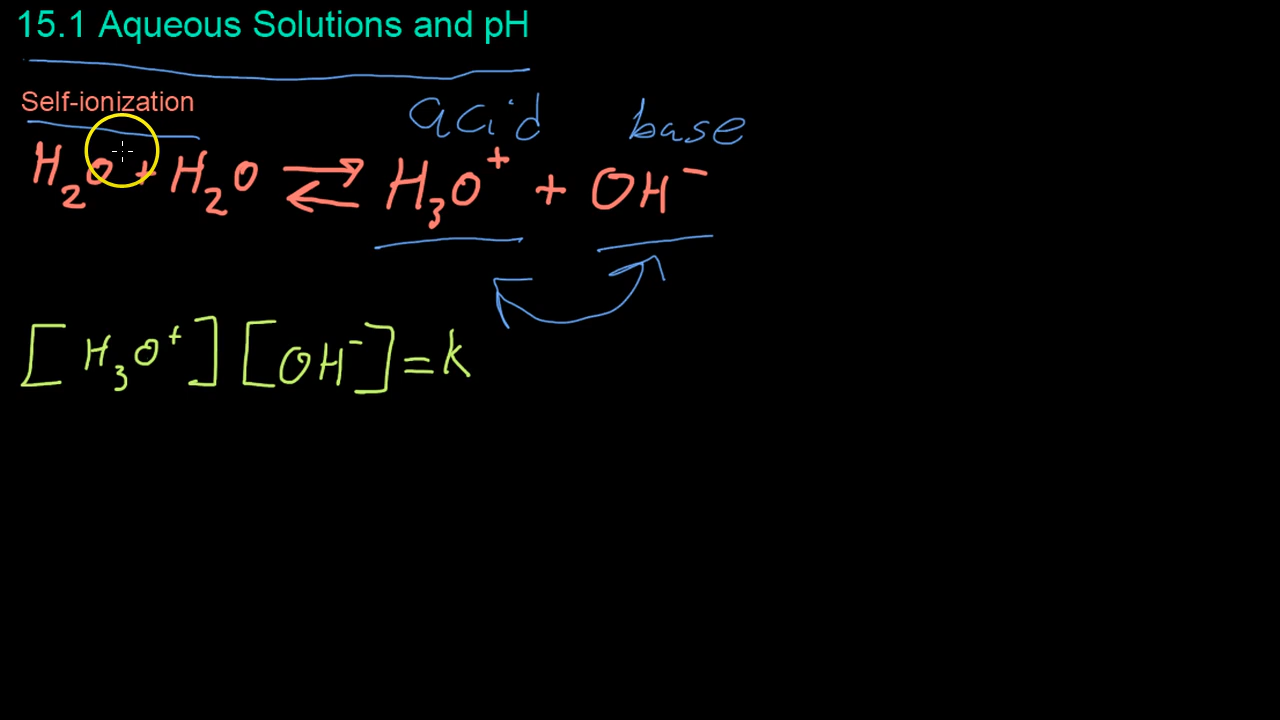 15.1 Aqueous Solutions and pH
Self-ionization
acid base
H₂O + H₂O ⇌ H₃O⁺ + OH⁻
[H₃O⁺][OH⁻]=k